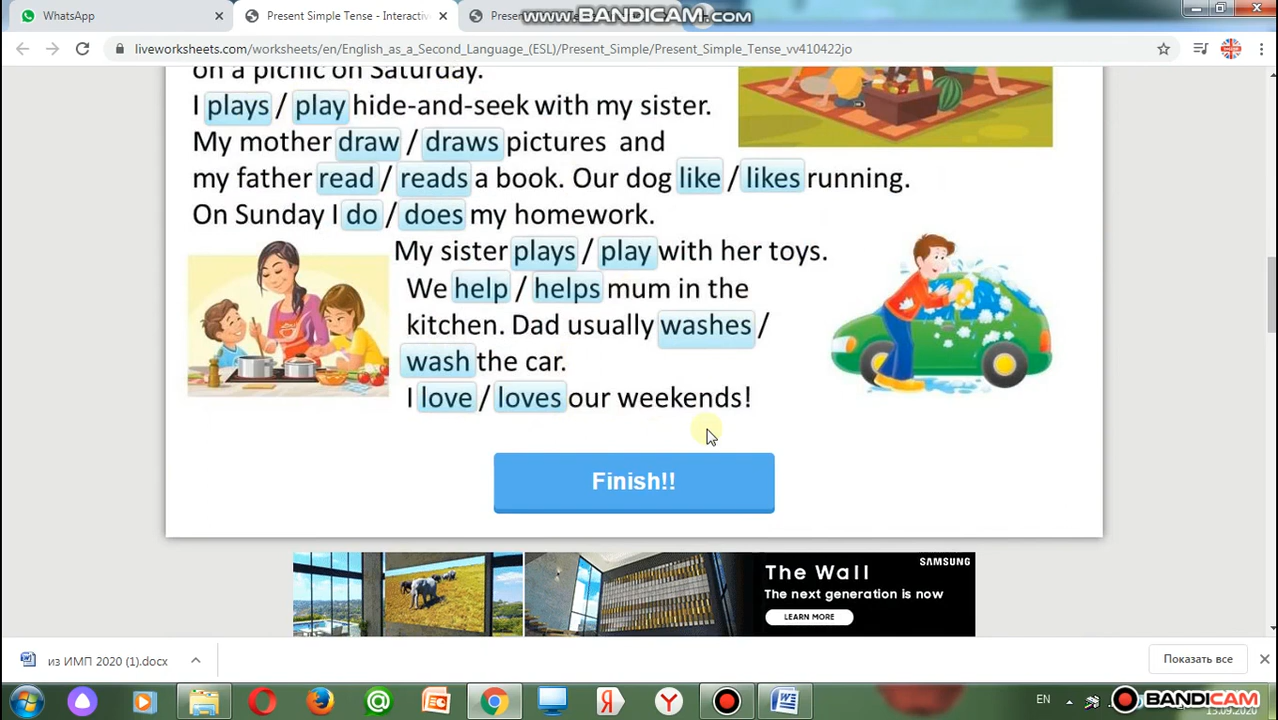 WhatsApp
Present Simple Tense - Interactiv
Prese
www.BANDICAM.com
liveworksheets.com/worksheets/en/English_as_a_Second_Language_(ESL)/Present_Simple/Present_Simple_Tense_vv410422jo
on a picnic on Saturday.
I plays / play hide-and-seek with my sister.
My mother draw / draws pictures and
my father read / reads a book. Our dog like / likes running.
On Sunday I do / does my homework.
My sister plays / play with her toys.
We help / helps mum in the
kitchen. Dad usually washes /
wash the car.
I love / loves our weekends!
Finish!!
The Wall
SAMSUNG
The next generation is now
LEARN MORE
из ИМП 2020 (1).docx
Показать все
EN
BANDICAM
13.09.2020